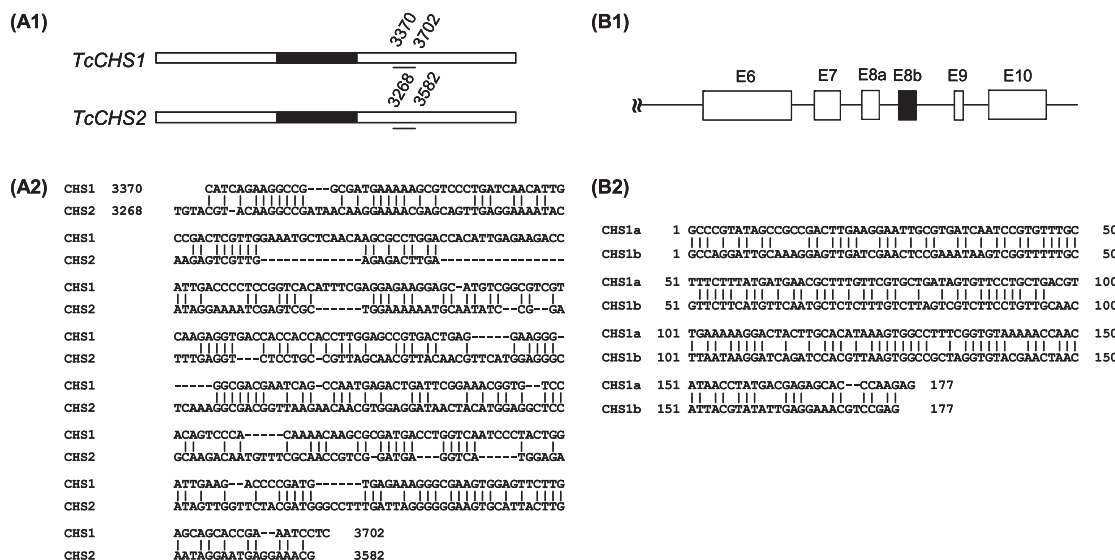 (A1)
TcCHS1
3370
3702
TcCHS2
3268
3582
(B1)
E6 E7 E8a E8b E9 E10
(A2)
CHS1 3370 CATCAGAAGGCCG---GCGATGAAAAAGCGTCCCTGATCAACATTG
CHS2 3268 TGTACGT-ACAAGGCCGATAACAAGGAAAACGAGCAGTTGAGGAAAATAC
CHS1 CCGACTCGTTGGAAATGCTCAACAAGCGCCTGGACCACATTGAGAAGACC
CHS2 AAGAGTCGTTG-------------AGAGACTTGA----------------
CHS1 ATTGACCCCTCCGGTCACATTTCGAGGAGAAGGAGC-ATGTCGGCGTCGT
CHS2 ATAGGAAAATCGAGTCGC------TGGAAAAAATGCAATATC--CG--GA
CHS1 CAAGAGGTGACCACCACCACCTTGGAGCCGTGACTGAG-----GAAGGG-
CHS2 TTTGAGGT---CTCCTGC-CGTTAGCAACGTTACAACGTTCATGGAGGGC
CHS1 -----GGCGACGAATCAG-CCAATGAGACTGATTCGGAAACGGTG--TCC
CHS2 TCAAAGGCGACGGTTAAGAACAACGTGGAGGATAACTACATGGAGGCTCC
CHS1 ACAGTCCCA-----CAAAACAAGCGCGATGACCTGGTCAATCCCTACTGG
CHS2 GCAAGACAATGTTTCGCAACCGTCG-GATGA---GGTCA-----TGGAGA
CHS1 ATTGAAG--ACCCCGATG------TGAGAAAGGGCGAAGTGGAGTTCTTG
CHS2 ATAGTTGGTTCTACGATGGGCCTTTGATTAGGGGGGAAGTGCATTACTTG
CHS1 AGCAGCACCGA--AATCCTC 3702
CHS2 AATAGGAATGAGGAAACG 3582
(B2)
CHS1a 1 GCCCGTATAGCCGCCGACTTGAAGGAATTGCGTGATCAATCCGTGTTTGC 50
CHS1b 1 GCCAGGATTGCAAAGGAGTTGATCGAACTCCGAAATAAGTCGGTTTTTGC 50
CHS1a 51 TTTCTTTATGATGAACGCTTTGTTCGTGCTGATAGTGTTCCTGCTGACGT 100
CHS1b 51 GTTCTTCATGTTCAATGCTCTCTTTGTCTTAGTCGTCTTCCTGTTGCAAC 100
CHS1a 101 TGAAAAAGGACTACTTGCACATAAAGTGGCCTTTCGGTGTAAAAACCAAC 150
CHS1b 101 TTAATAAGGATCAGATCCACGTTAAGTGGCCGCTAGGTGTACGAACTAAC 150
CHS1a 151 ATAACCTATGACGAGAGCAC--CCAAGAG 177
CHS1b 151 ATTACGTATATTGAGGAAACGTCCGAG 177